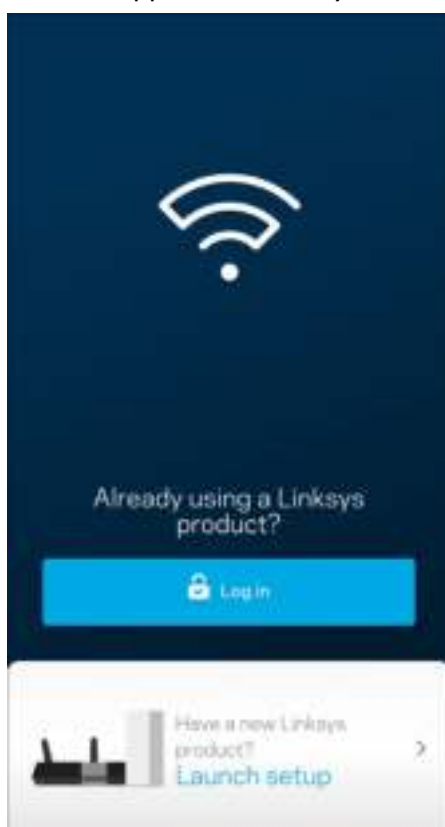 Already using a Linksys
product?
Log in
Have a new Linksys
product?
Launch setup